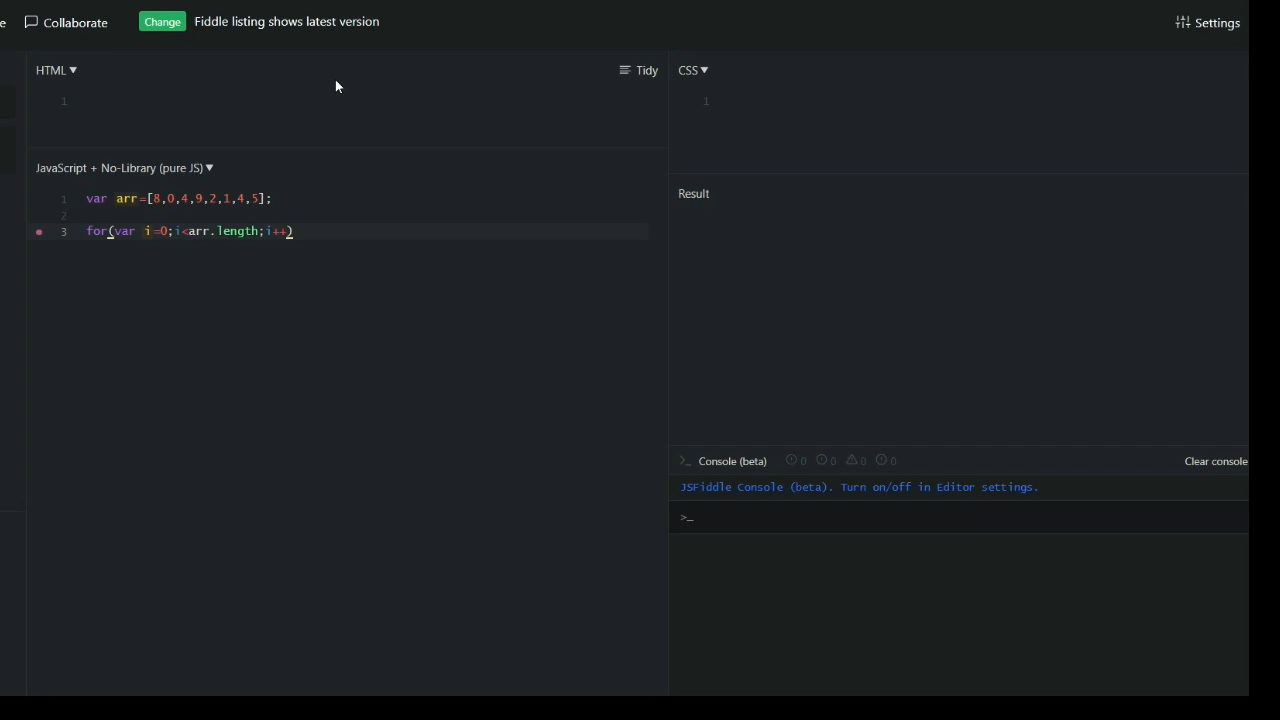 e Collaborate Change Fiddle listing shows latest version Settings
HTML ▼ Tidy CSS ▼
1 1
JavaScript + No-Library (pure JS) ▼
Result
1 var arr=[8,0,4,9,2,1,4,5];
2
3 for(var i=0;i<arr.length;i++)
>_ Console (beta) 0 0 0 0 Clear console
JSFiddle Console (beta). Turn on/off in Editor settings.
>_